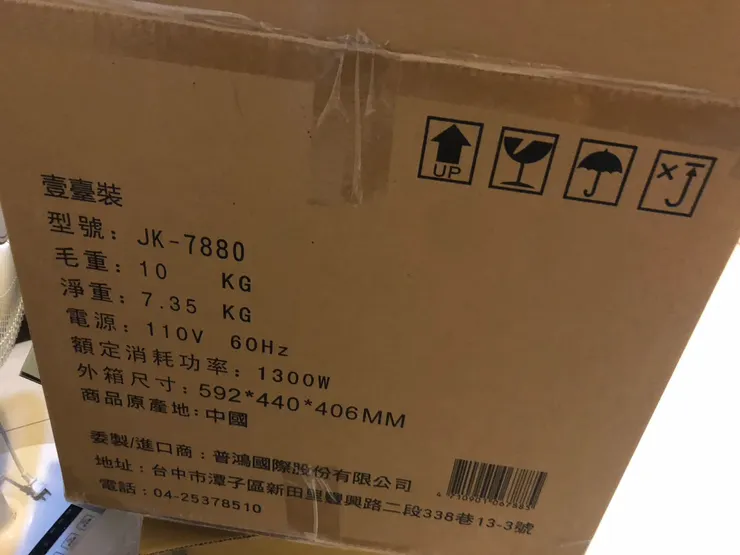 UP
壹臺裝
型號：JK-7880
毛重：10 KG
淨重：7.35 KG
電源：110V 60Hz
額定消耗功率：1300W
外箱尺寸：592*440*406MM
商品原產地：中國
委製/進口商：普鴻國際股份有限公司
地址：台中市潭子區新田里豐興路二段338巷13-3號
電話：04-25378510